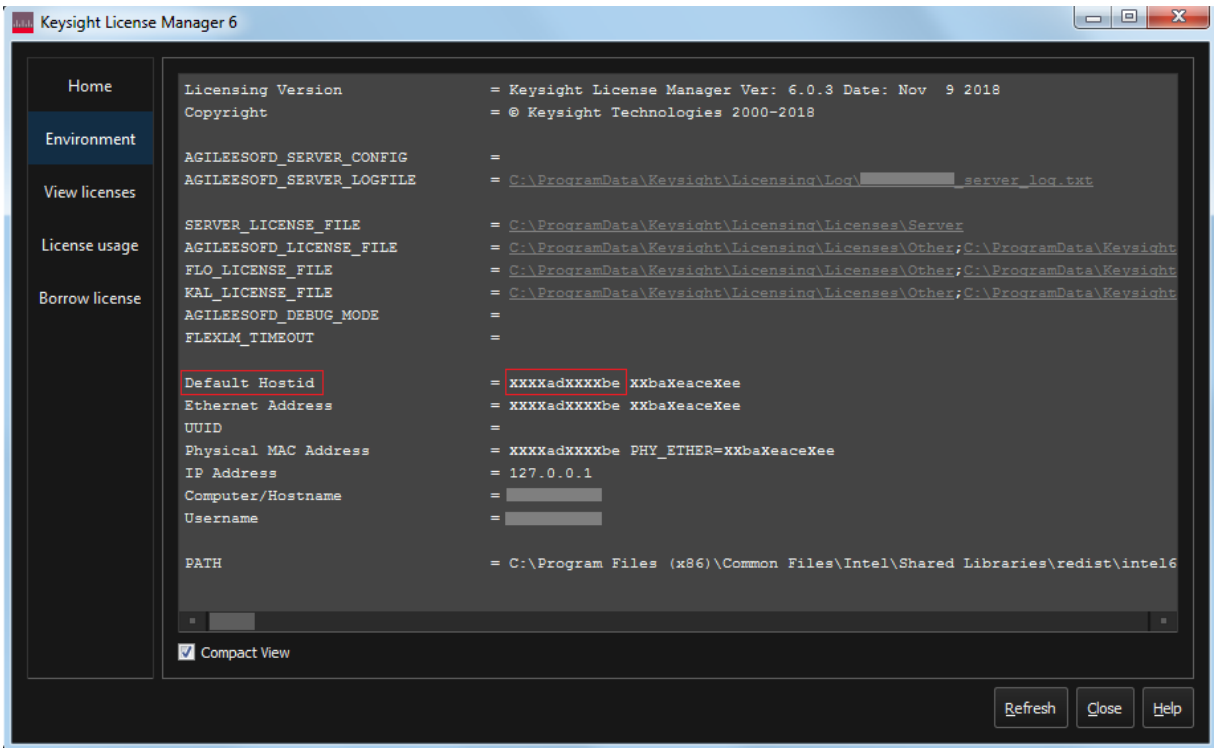 Keysight License Manager 6
Home
Environment
View licenses
License usage
Borrow license
Licensing Version = Keysight License Manager Ver: 6.0.3 Date: Nov 9 2018
Copyright = © Keysight Technologies 2000-2018
AGILEESOFD_SERVER_CONFIG =
AGILEESOFD_SERVER_LOGFILE = C:\ProgramData\Keysight\Licensing\Log\ _server_log.txt
SERVER_LICENSE_FILE = C:\ProgramData\Keysight\Licensing\Licenses\Server
AGILEESOFD_LICENSE_FILE = C:\ProgramData\Keysight\Licensing\Licenses\Other;C:\ProgramData\Keysight
FLO_LICENSE_FILE = C:\ProgramData\Keysight\Licensing\Licenses\Other;C:\ProgramData\Keysight
KAL_LICENSE_FILE = C:\ProgramData\Keysight\Licensing\Licenses\Other;C:\ProgramData\Keysight
AGILEESOFD_DEBUG_MODE =
FLEXLM_TIMEOUT =
Default Hostid = XXXXadXXXXbe XXbaXeaceXee
Ethernet Address = XXXXadXXXXbe XXbaXeaceXee
UUID =
Physical MAC Address = XXXXadXXXXbe PHY_ETHER=XXbaXeaceXee
IP Address = 127.0.0.1
Computer/Hostname =
Username =
PATH = C:\Program Files (x86)\Common Files\Intel\Shared Libraries\redist\intel6
Compact View
Refresh
Close
Help